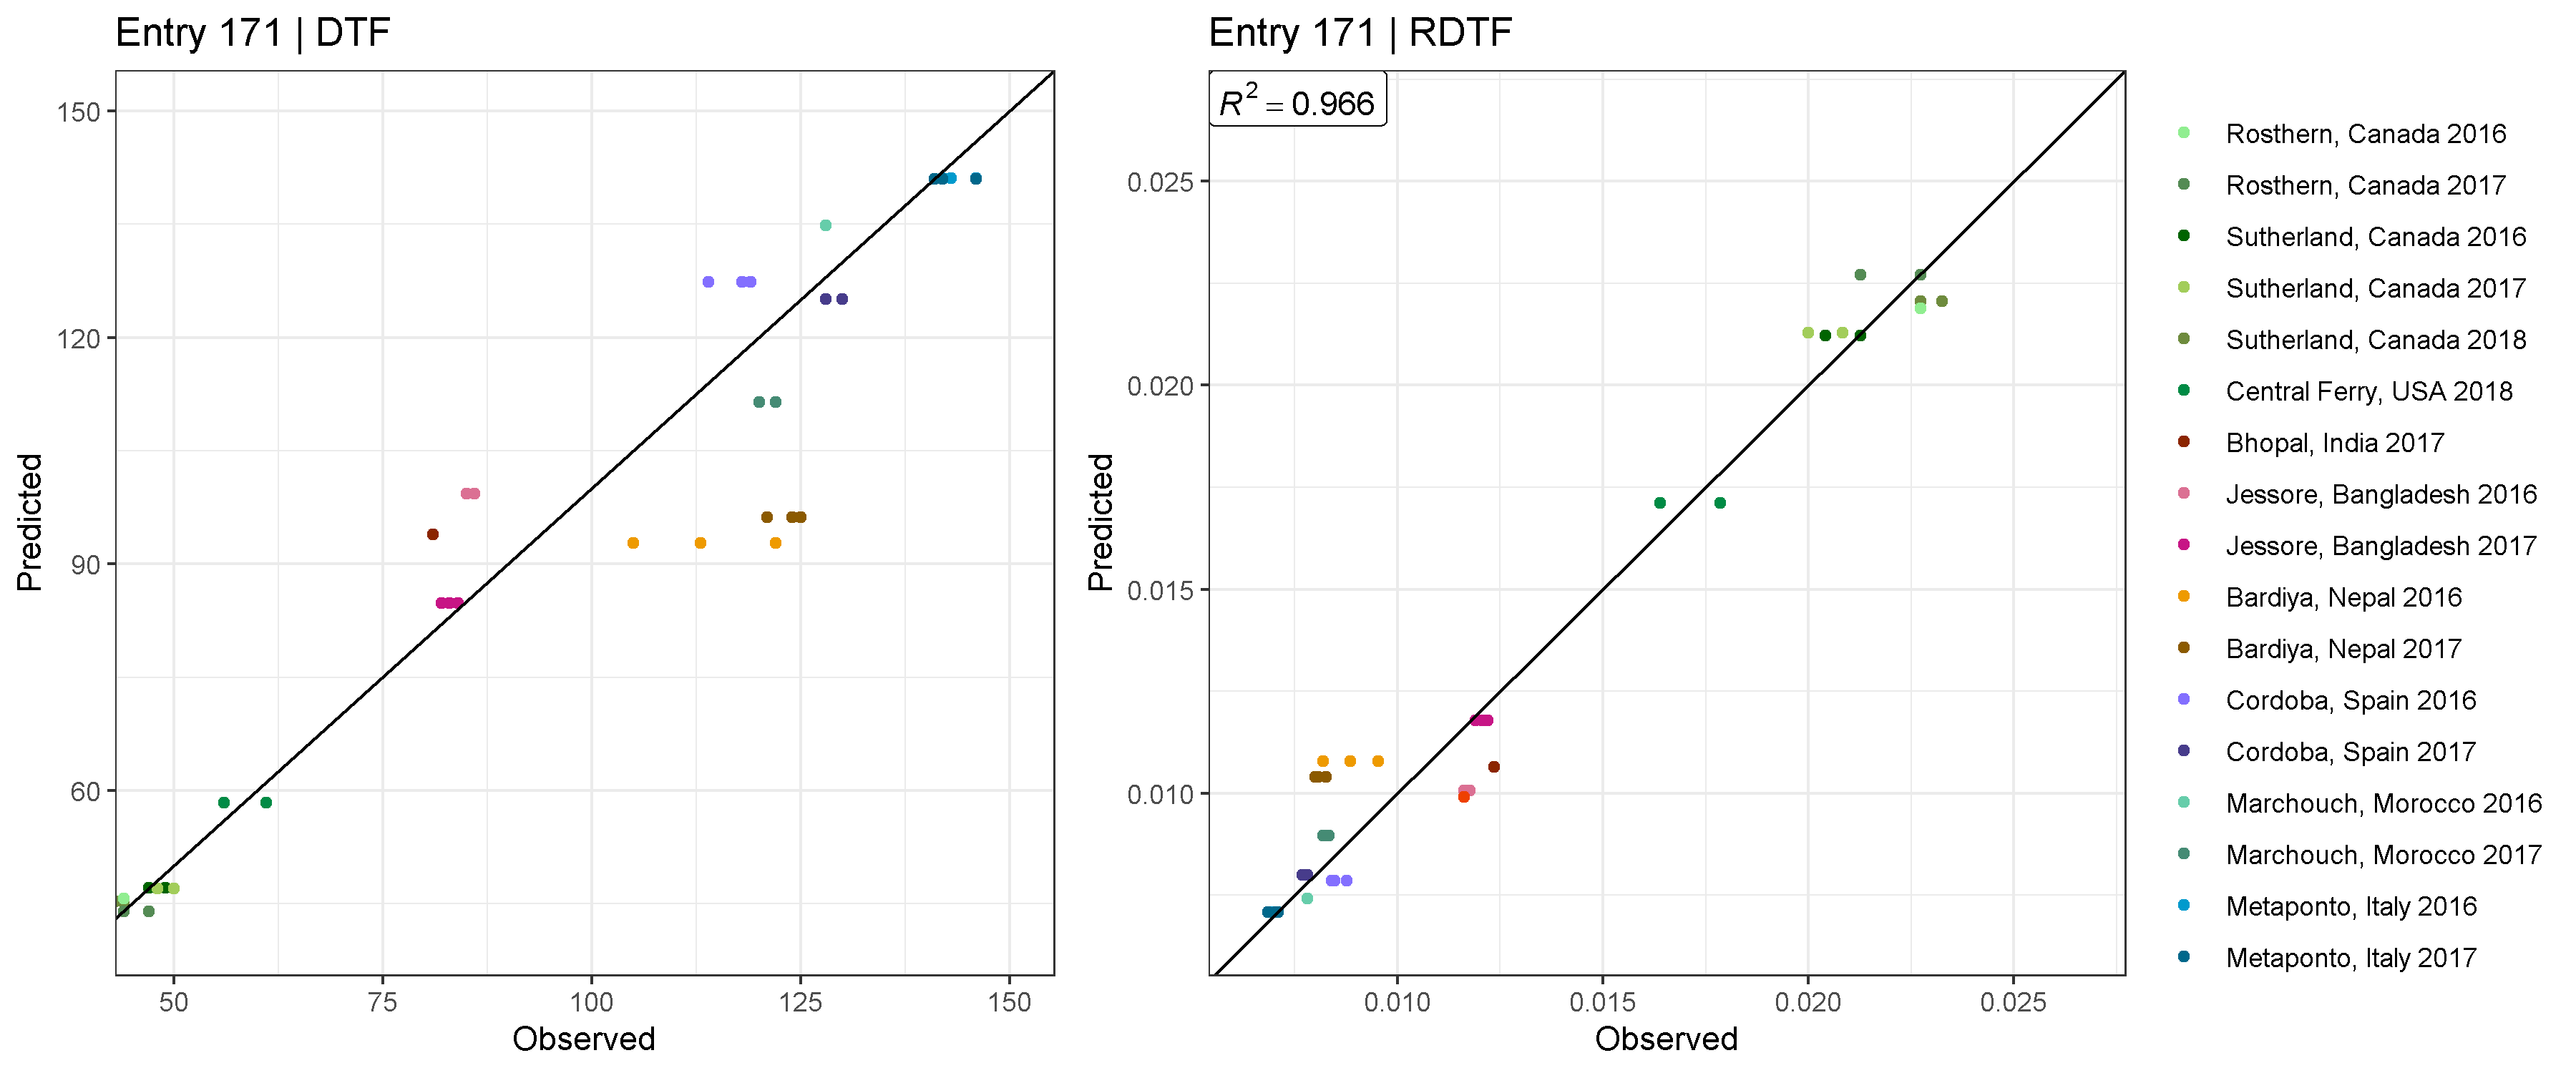 Entry 171 | DTF
150
120
90
60
Predicted
50 75 100 125 150
Observed
Entry 171 | RDTF
R² = 0.966
0.025
0.020
0.015
0.010
Predicted
0.010 0.015 0.020 0.025
Observed
Rosthern, Canada 2016
Rosthern, Canada 2017
Sutherland, Canada 2016
Sutherland, Canada 2017
Sutherland, Canada 2018
Central Ferry, USA 2018
Bhopal, India 2017
Jessore, Bangladesh 2016
Jessore, Bangladesh 2017
Bardiya, Nepal 2016
Bardiya, Nepal 2017
Cordoba, Spain 2016
Cordoba, Spain 2017
Marchouch, Morocco 2016
Marchouch, Morocco 2017
Metaponto, Italy 2016
Metaponto, Italy 2017